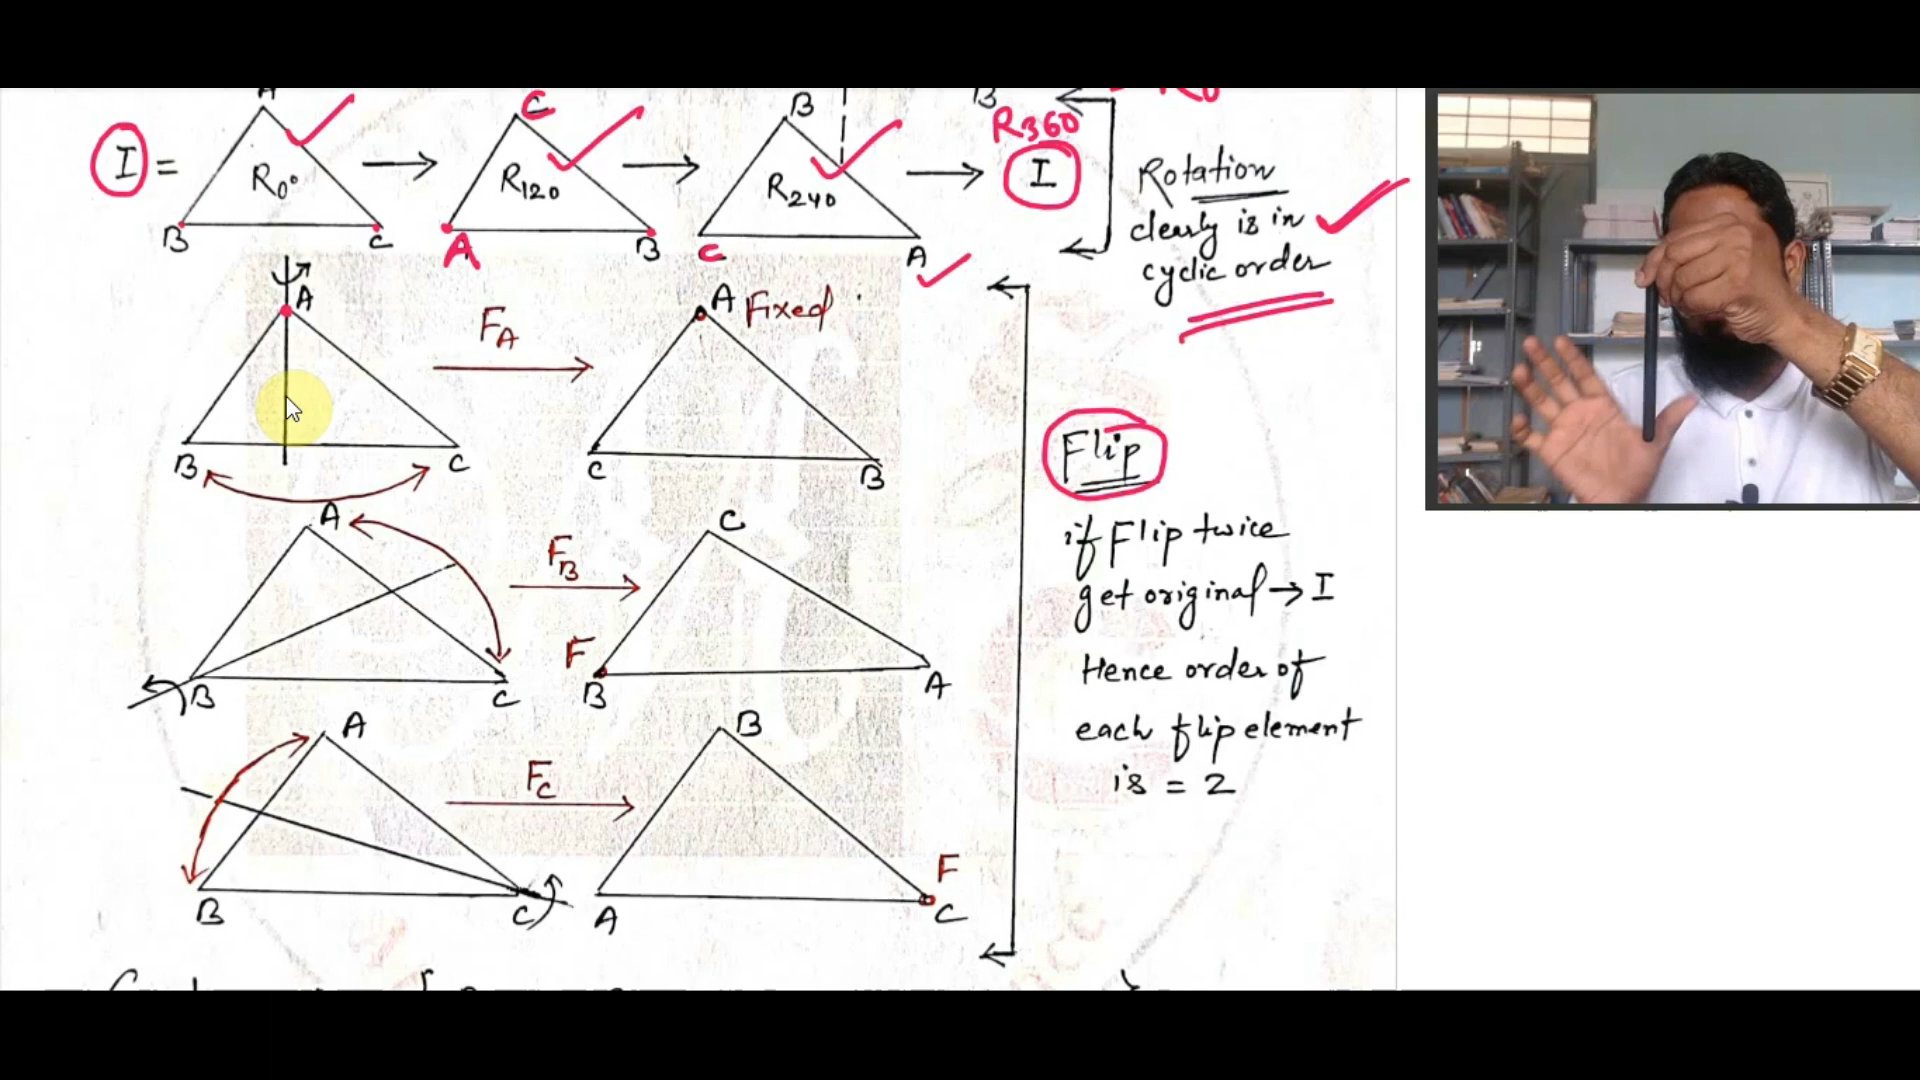 A
C
B
B
R360
I =
R0°
R120
R240
I
B
C
A
B
C
A
Rotation
clearly is in
cyclic order
A
FA
A Fixed
B
C
C
B
Flip
A
FB
C
if Flip twice
get original → I
F
B
C
B
A
Hence order of
each flip element
is = 2
A
FC
B
F
B
C
A
C